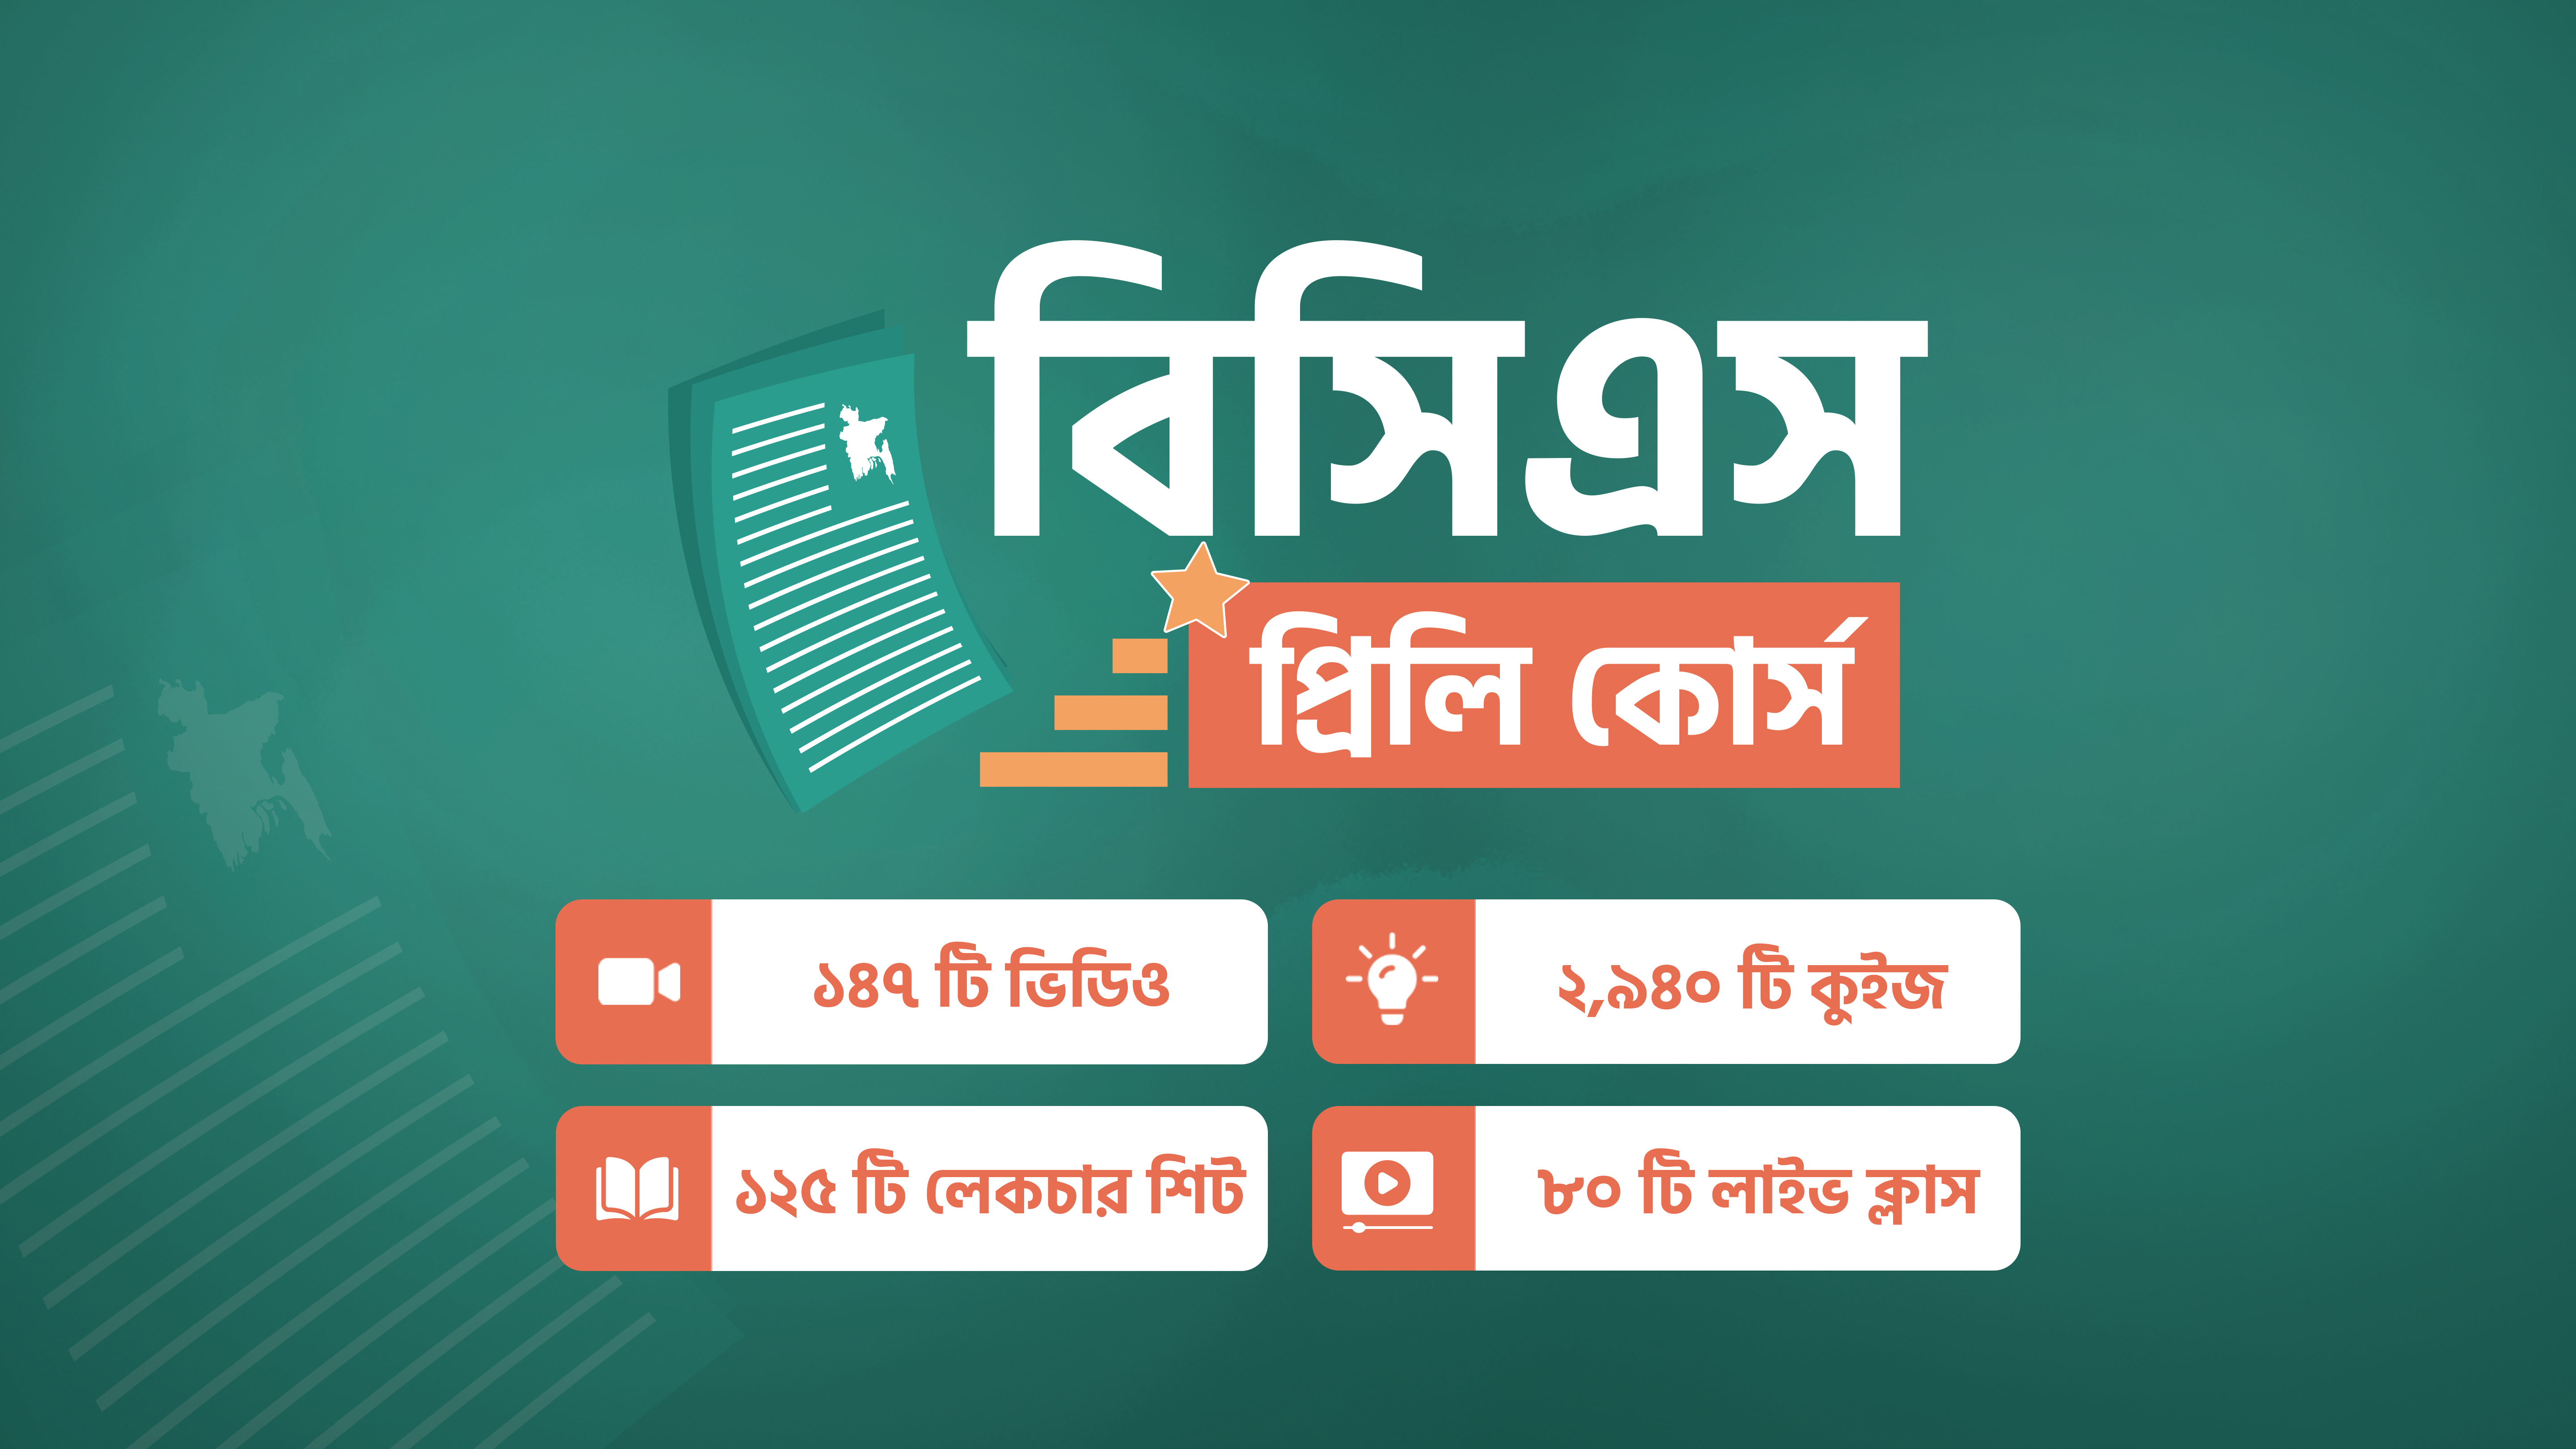 বিসিএস
প্রিলি কোর্স
১৪৭ টি ভিডিও
২,৯৪০ টি কুইজ
১২৫ টি লেকচার শিট
৮০ টি লাইভ ক্লাস